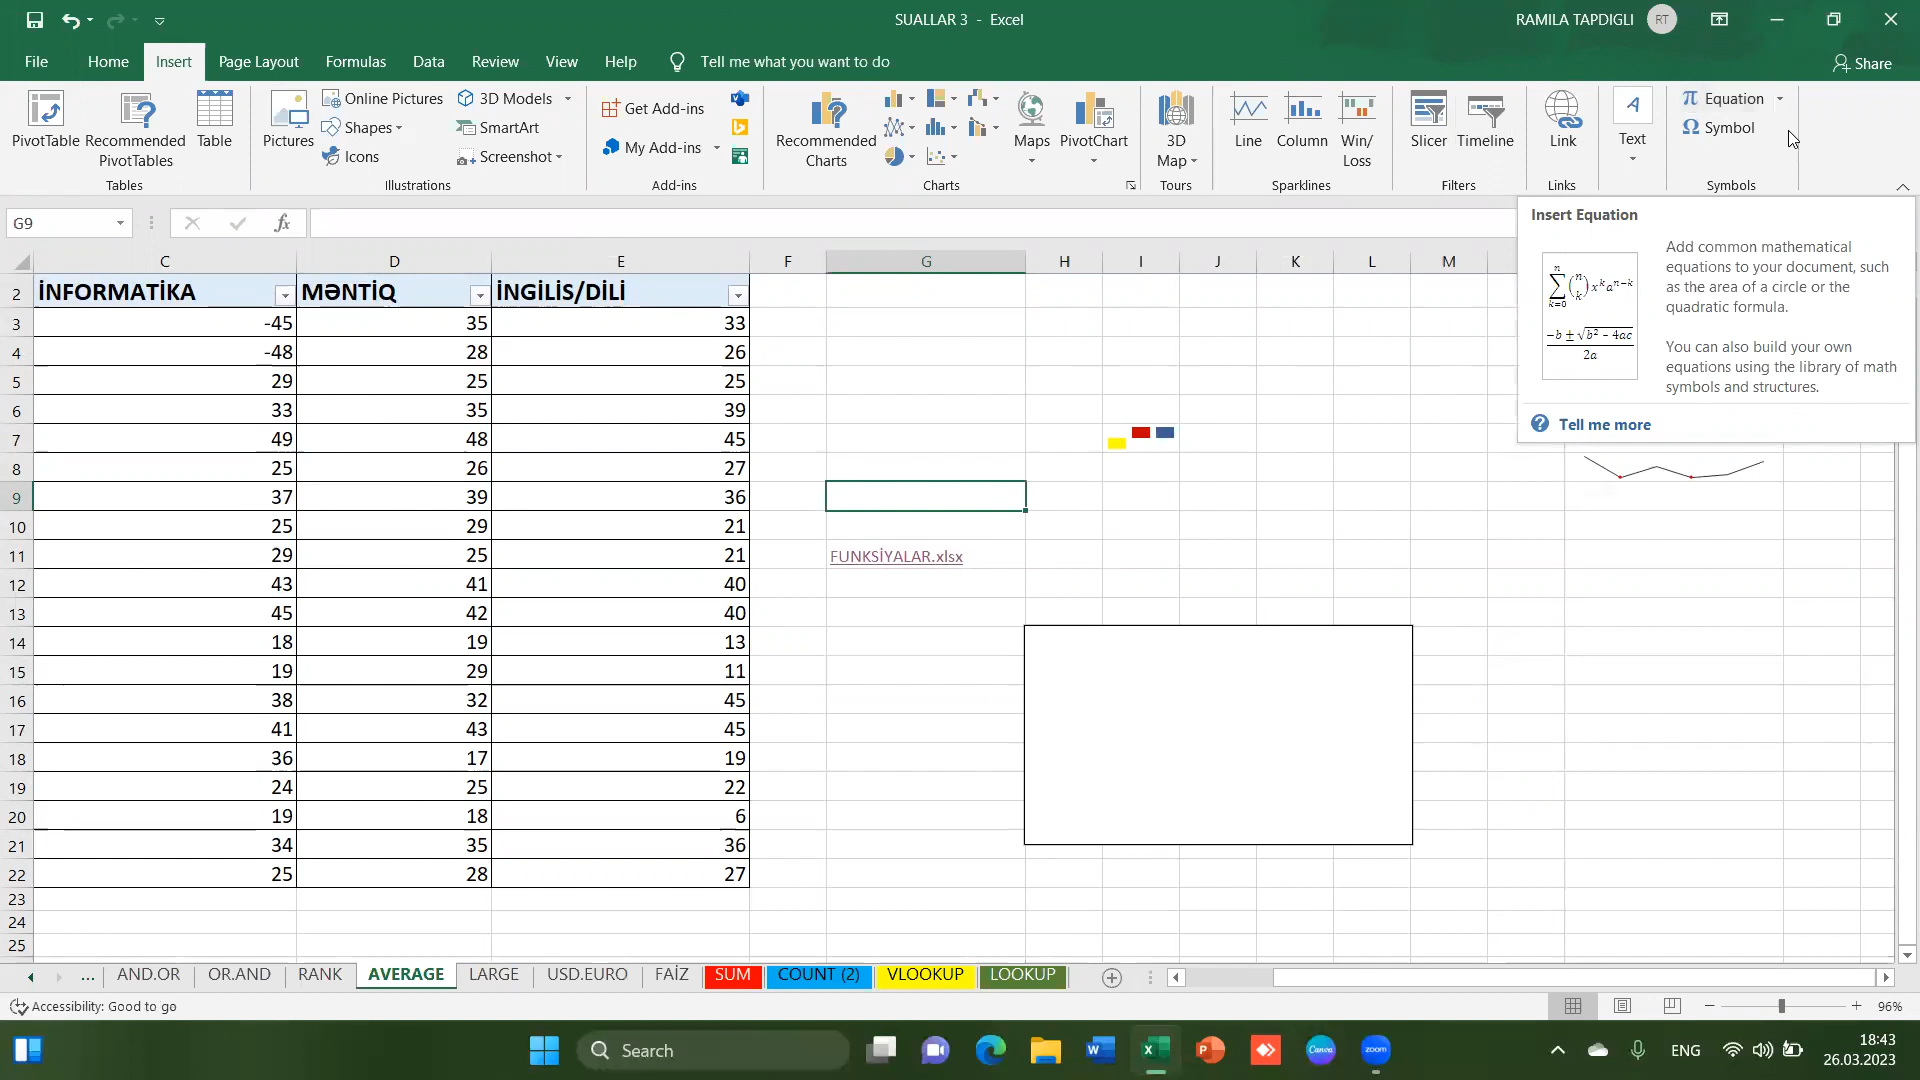 SUALLAR 3 - Excel
RAMILA TAPDIGLI
RT
File
Home
Insert
Page Layout
Formulas
Data
Review
View
Help
Tell me what you want to do
Share
PivotTable
Recommended
PivotTables
Table
Tables
Pictures
Online Pictures
Shapes
Icons
3D Models
SmartArt
Screenshot
Illustrations
Get Add-ins
My Add-ins
Add-ins
Recommended
Charts
Maps
PivotChart
Charts
3D
Map
Tours
Line
Column
Win/
Loss
Sparklines
Slicer
Timeline
Filters
Link
Links
Text
Equation
Symbol
Symbols
G9
fx
Insert Equation
Add common mathematical
equations to your document, such
as the area of a circle or the
quadratic formula.
You can also build your own
equations using the library of math
symbols and structures.
Tell me more
C D E F G H I J K L M
2 İNFORMATİKA MƏNTİQ İNGİLİS/DİLİ
3 -45 35 33
4 -48 28 26
5 29 25 25
6 33 35 39
7 49 48 45
8 25 26 27
9 37 39 36
10 25 29 21
11 29 25 21 FUNKSİYALAR.xlsx
12 43 41 40
13 45 42 40
14 18 19 13
15 19 29 11
16 38 32 45
17 41 43 45
18 36 17 19
19 24 25 22
20 19 18 6
21 34 35 36
22 25 28 27
23
24
25
... AND.OR OR.AND RANK AVERAGE LARGE USD.EURO FAİZ SUM COUNT (2) VLOOKUP LOOKUP
Accessibility: Good to go
96%
Search
Canva
zoom
ENG
18:43
26.03.2023